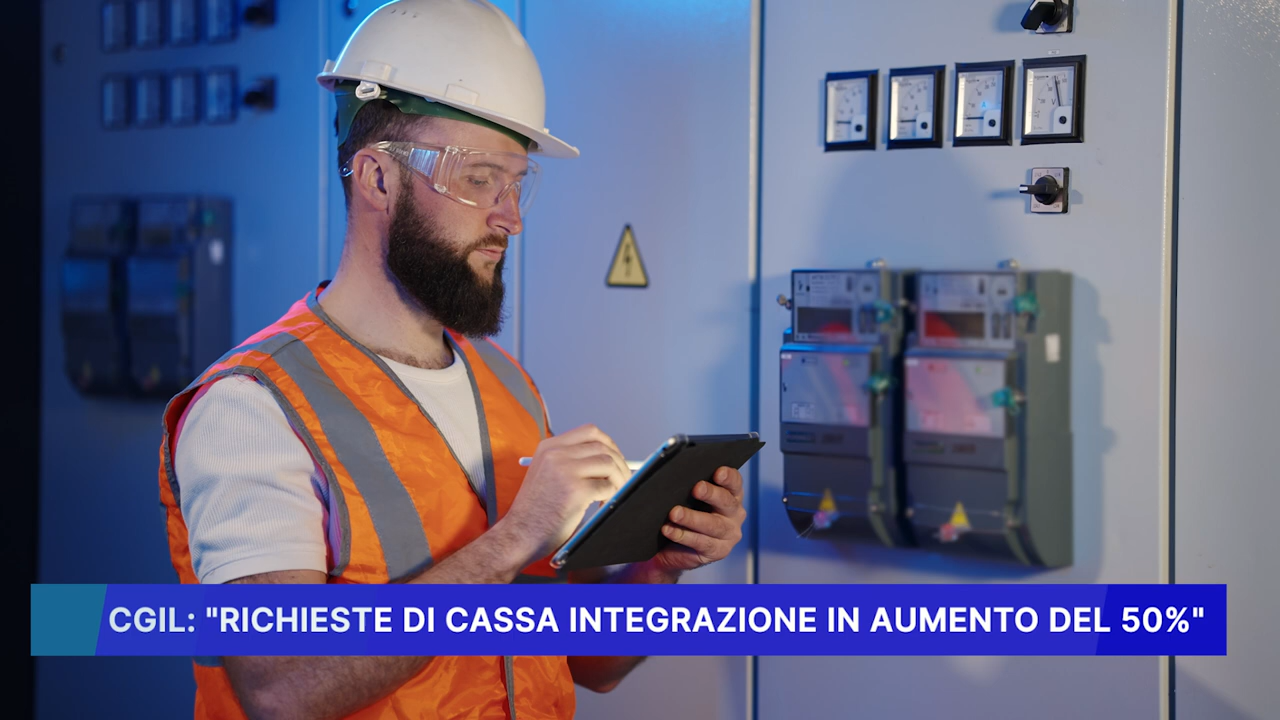 CGIL: "RICHIESTE DI CASSA INTEGRAZIONE IN AUMENTO DEL 50%"